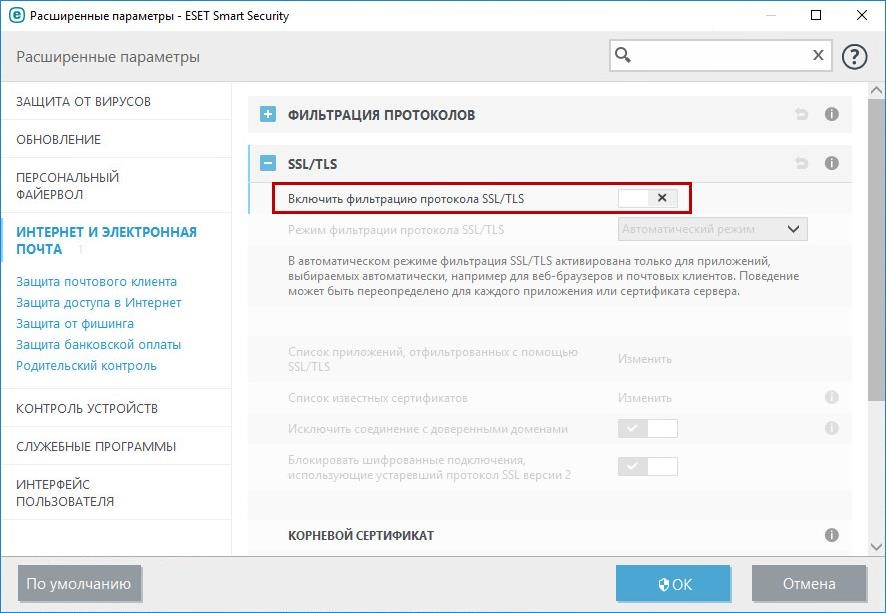 Расширенные параметры - ESET Smart Security
Расширенные параметры
ЗАЩИТА ОТ ВИРУСОВ
ОБНОВЛЕНИЕ
ПЕРСОНАЛЬНЫЙ
ФАЙЕРВОЛ
ИНТЕРНЕТ И ЭЛЕКТРОННАЯ
ПОЧТА 1
Защита почтового клиента
Защита доступа в Интернет
Защита от фишинга
Защита банковской оплаты
Родительский контроль
КОНТРОЛЬ УСТРОЙСТВ
СЛУЖЕБНЫЕ ПРОГРАММЫ
ИНТЕРФЕЙС
ПОЛЬЗОВАТЕЛЯ
ФИЛЬТРАЦИЯ ПРОТОКОЛОВ
SSL/TLS
Включить фильтрацию протокола SSL/TLS
Режим фильтрации протокола SSL/TLS Автоматический режим
В автоматическом режиме фильтрация SSL/TLS активирована только для приложений,
выбираемых автоматически, например для веб-браузеров и почтовых клиентов. Поведение
может быть переопределено для каждого приложения или сертификата сервера.
Список приложений, отфильтрованных с помощью
SSL/TLS Изменить
Список известных сертификатов Изменить
Исключить соединение с доверенными доменами
Блокировать шифрованные подключения,
использующие устаревший протокол SSL версии 2
КОРНЕВОЙ СЕРТИФИКАТ
По умолчанию
OK
Отмена